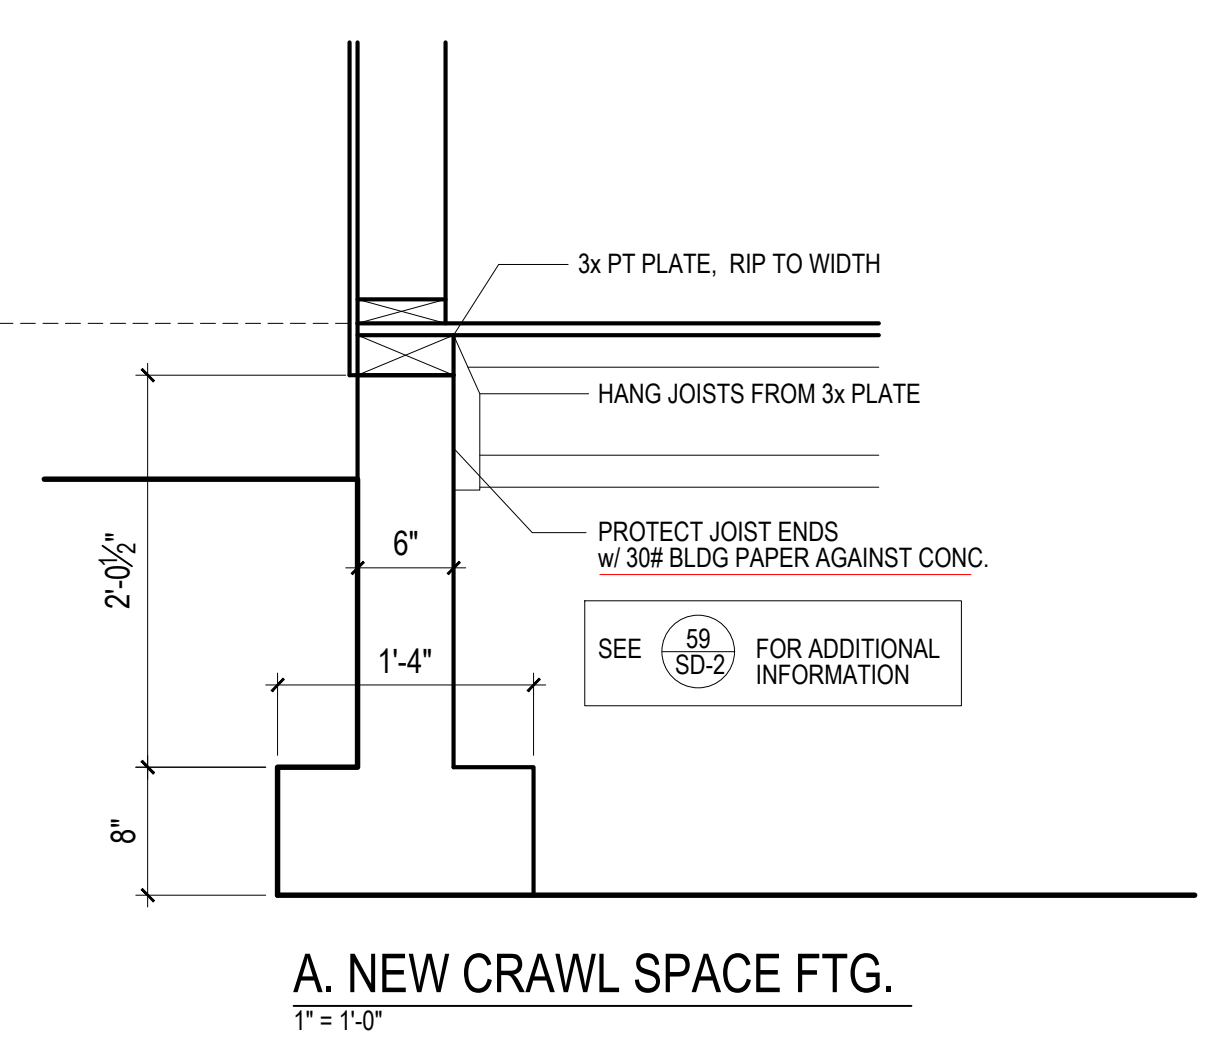 3x PT PLATE, RIP TO WIDTH
HANG JOISTS FROM 3x PLATE
PROTECT JOIST ENDS
w/ 30# BLDG PAPER AGAINST CONC.
6"
2'-0½"
SEE 59 FOR ADDITIONAL
SD-2 INFORMATION
1'-4"
8"
A. NEW CRAWL SPACE FTG.
1" = 1'-0"